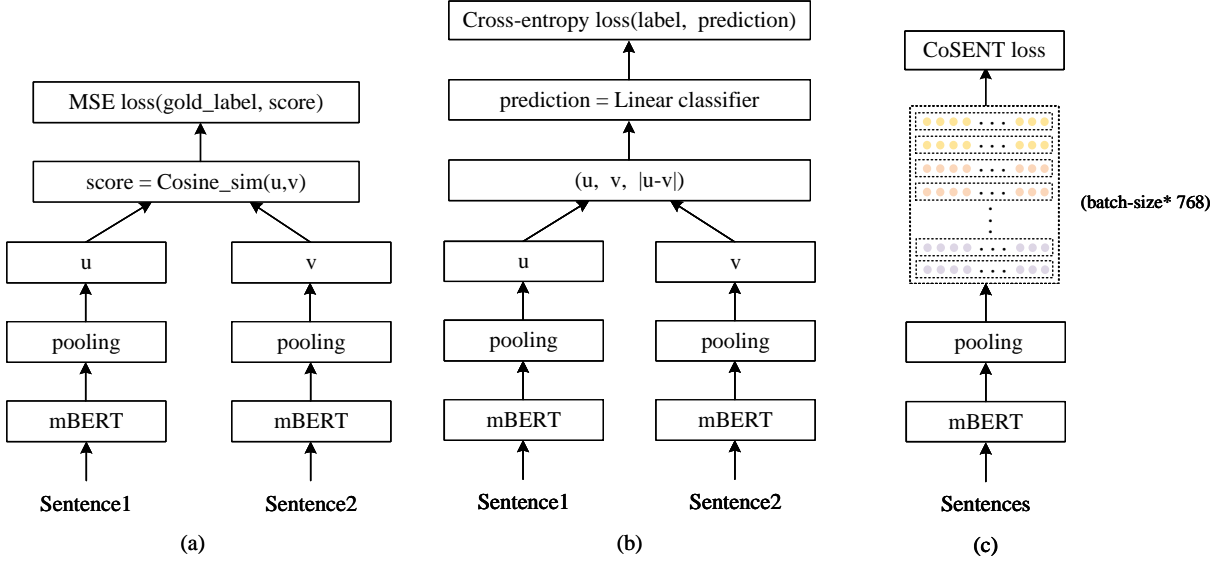 MSE loss(gold_label, score)
score = Cosine_sim(u,v)
u
v
pooling
pooling
mBERT
mBERT
Sentence1
Sentence2
(a)
Cross-entropy loss(label, prediction)
prediction = Linear classifier
(u, v, |u-v|)
u
v
pooling
pooling
mBERT
mBERT
Sentence1
Sentence2
(b)
CoSENT loss
(batch-size* 768)
pooling
mBERT
Sentences
(c)